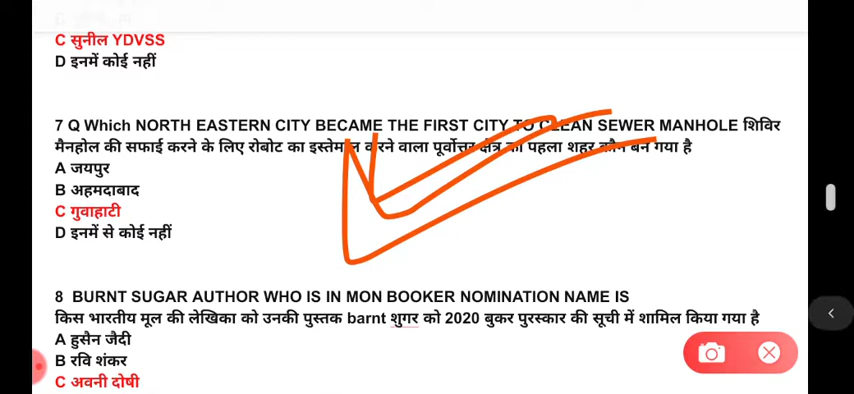 C सुनील YDVSS
D इनमें कोई नहीं
7 Q Which NORTH EASTERN CITY BECAME THE FIRST CITY TO CLEAN SEWER MANHOLE शिविर
मैनहोल की सफाई करने के लिए रोबोट का इस्तेमाल करने वाला पूर्वोत्तर क्षेत्र का पहला शहर कौन बन गया है
A जयपुर
B अहमदाबाद
C गुवाहाटी
D इनमें से कोई नहीं
8 BURNT SUGAR AUTHOR WHO IS IN MON BOOKER NOMINATION NAME IS
किस भारतीय मूल की लेखिका को उनकी पुस्तक barnt शुगर को 2020 बुकर पुरस्कार की सूची में शामिल किया गया है
A हुसैन जैदी
B रवि शंकर
C अवनी दोषी